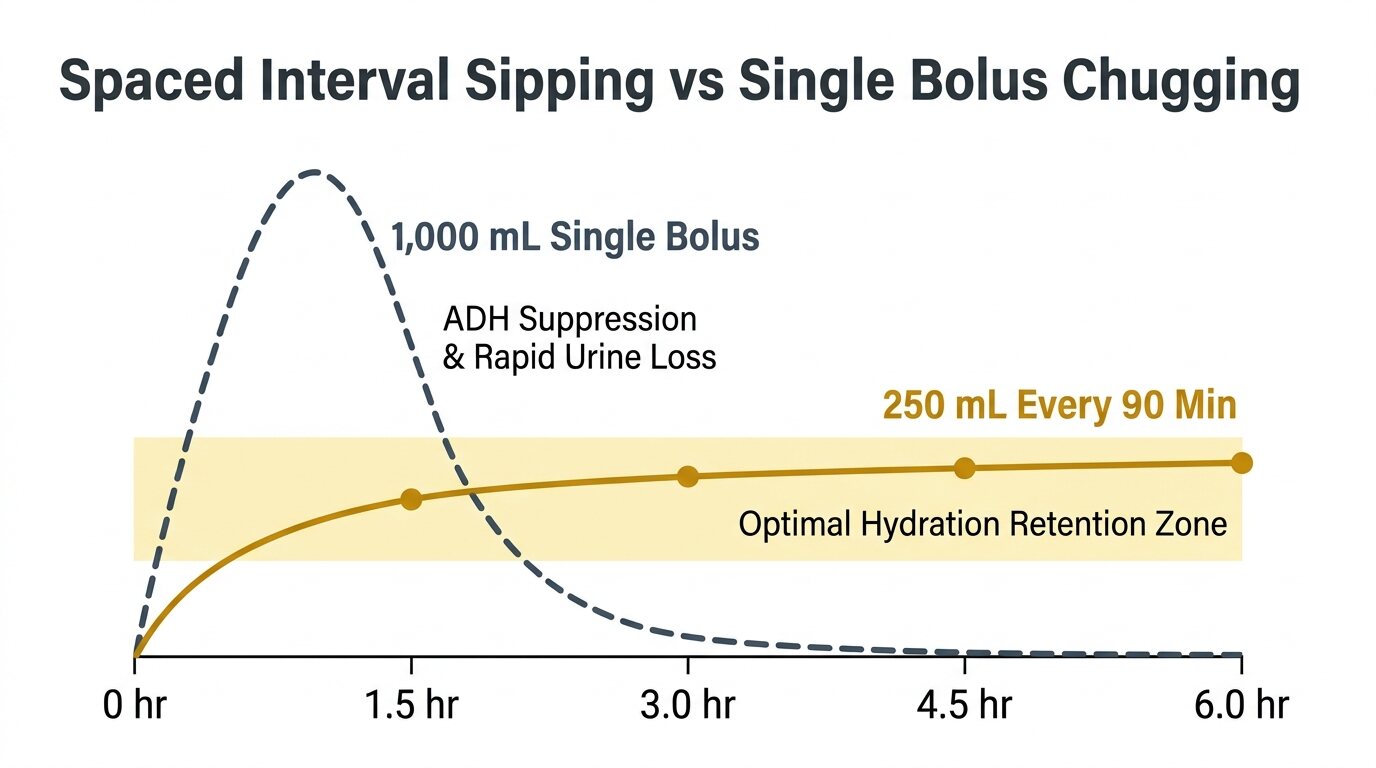 Spaced Interval Sipping vs Single Bolus Chugging
1,000 mL Single Bolus
ADH Suppression
& Rapid Urine Loss
250 mL Every 90 Min
Optimal Hydration Retention Zone
0 hr
1.5 hr
3.0 hr
4.5 hr
6.0 hr